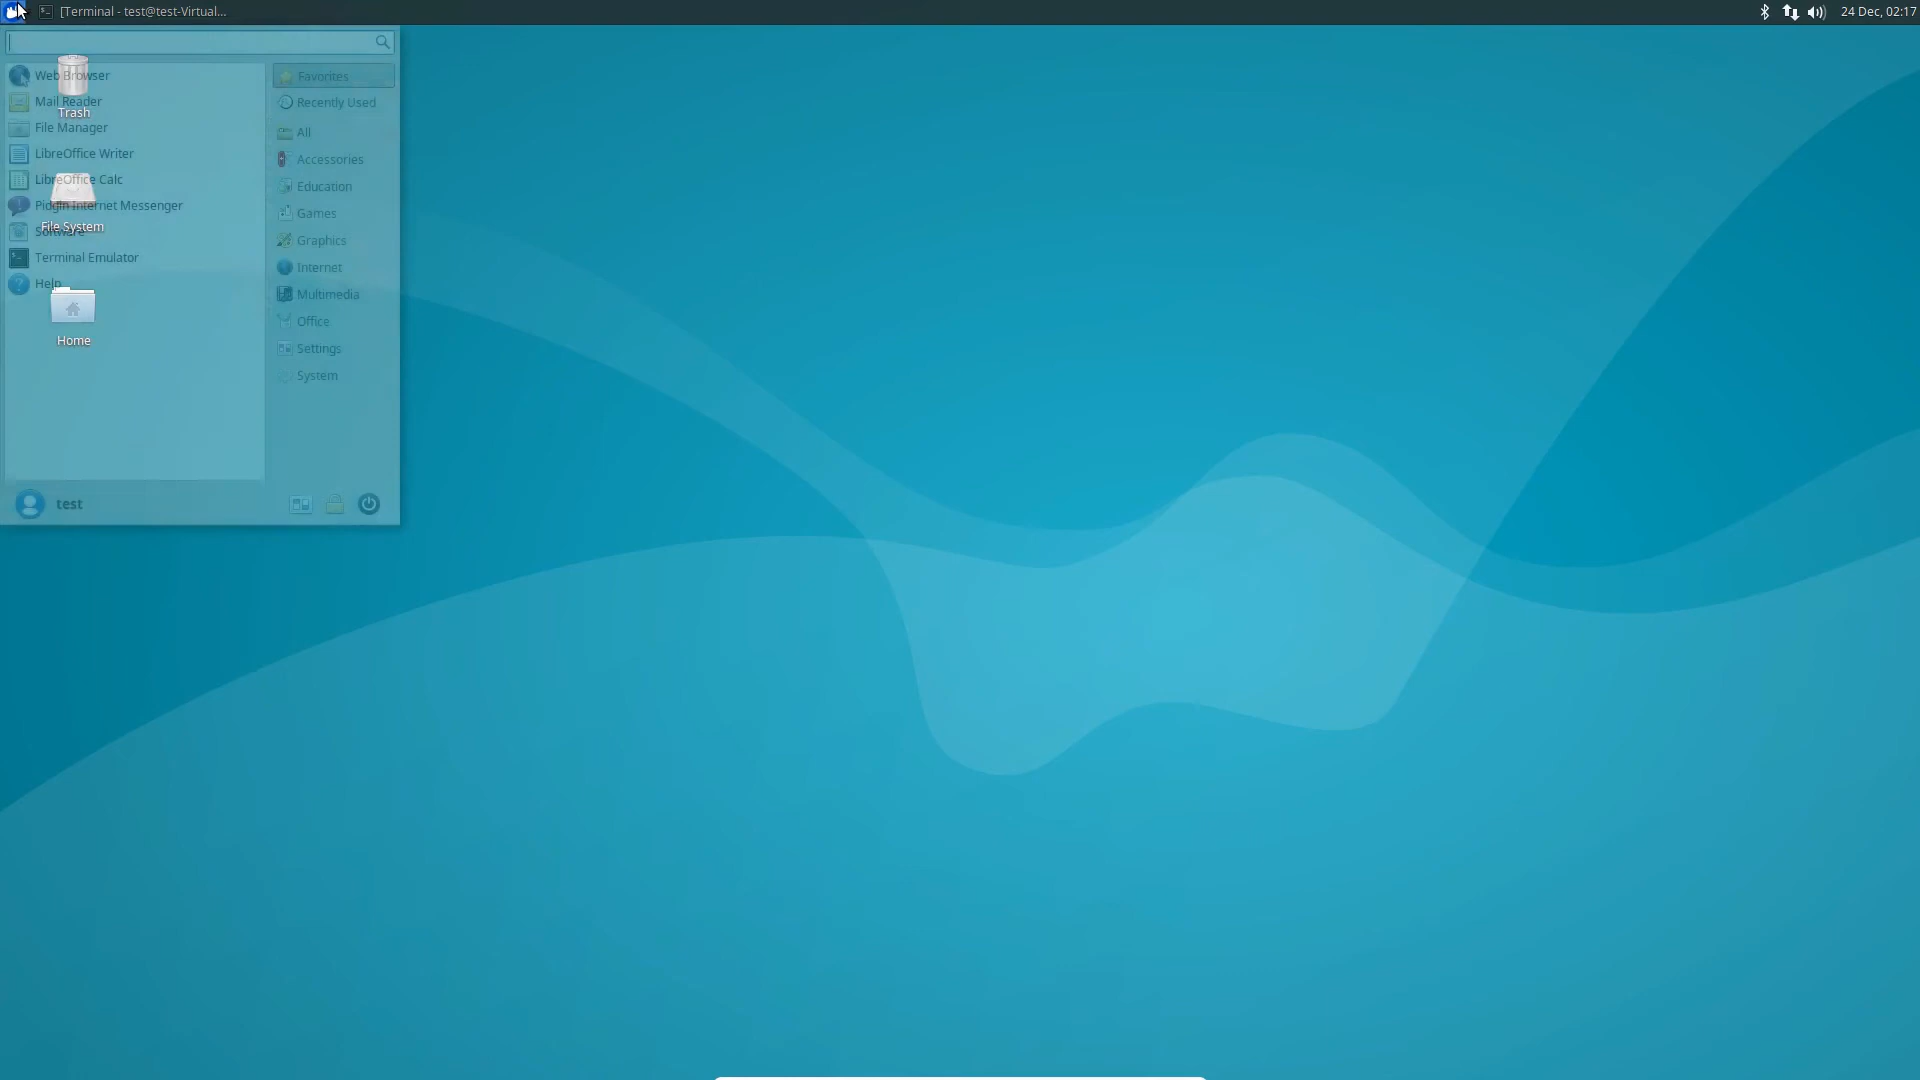 [Terminal - test@test-Virtual...
24 Dec, 02:17
Web Browser
Mail Reader
File Manager
LibreOffice Writer
LibreOffice Calc
Pidgin Internet Messenger
Software
Terminal Emulator
Help
Trash
File System
Home
Favorites
Recently Used
All
Accessories
Education
Games
Graphics
Internet
Multimedia
Office
Settings
System
test